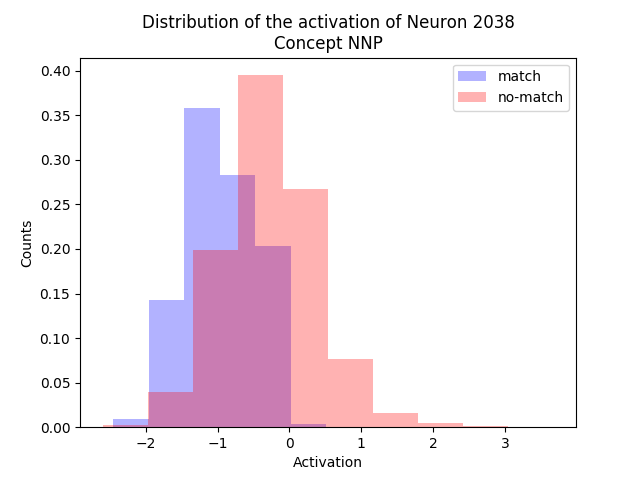 Distribution of the activation of Neuron 2038
Concept NNP
match
no-match
0.40
0.35
0.30
0.25
0.20
0.15
0.10
0.05
0.00
Counts
−2
−1
0
1
2
3
Activation